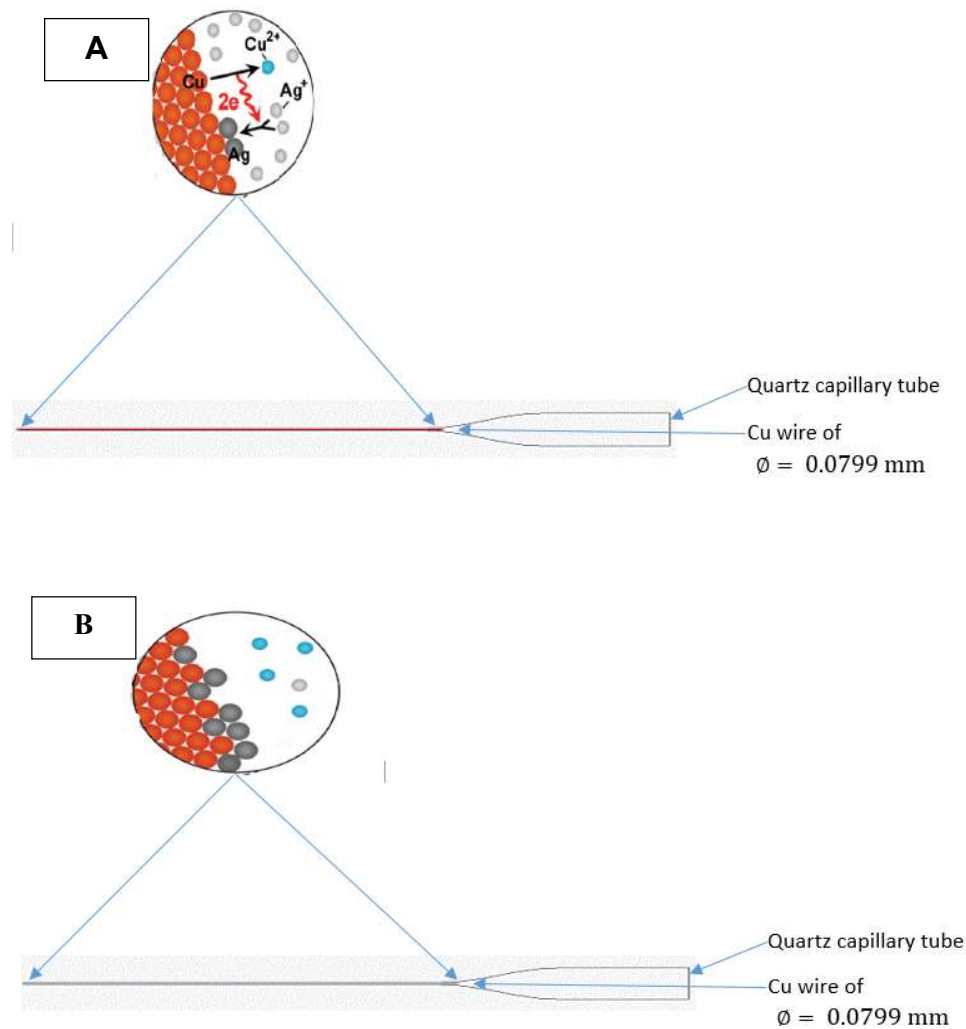 A
Cu²⁺
Cu
Ag⁺
2e
Ag
Quartz capillary tube
Cu wire of
∅ = 0.0799 mm
B
Quartz capillary tube
Cu wire of
∅ = 0.0799 mm